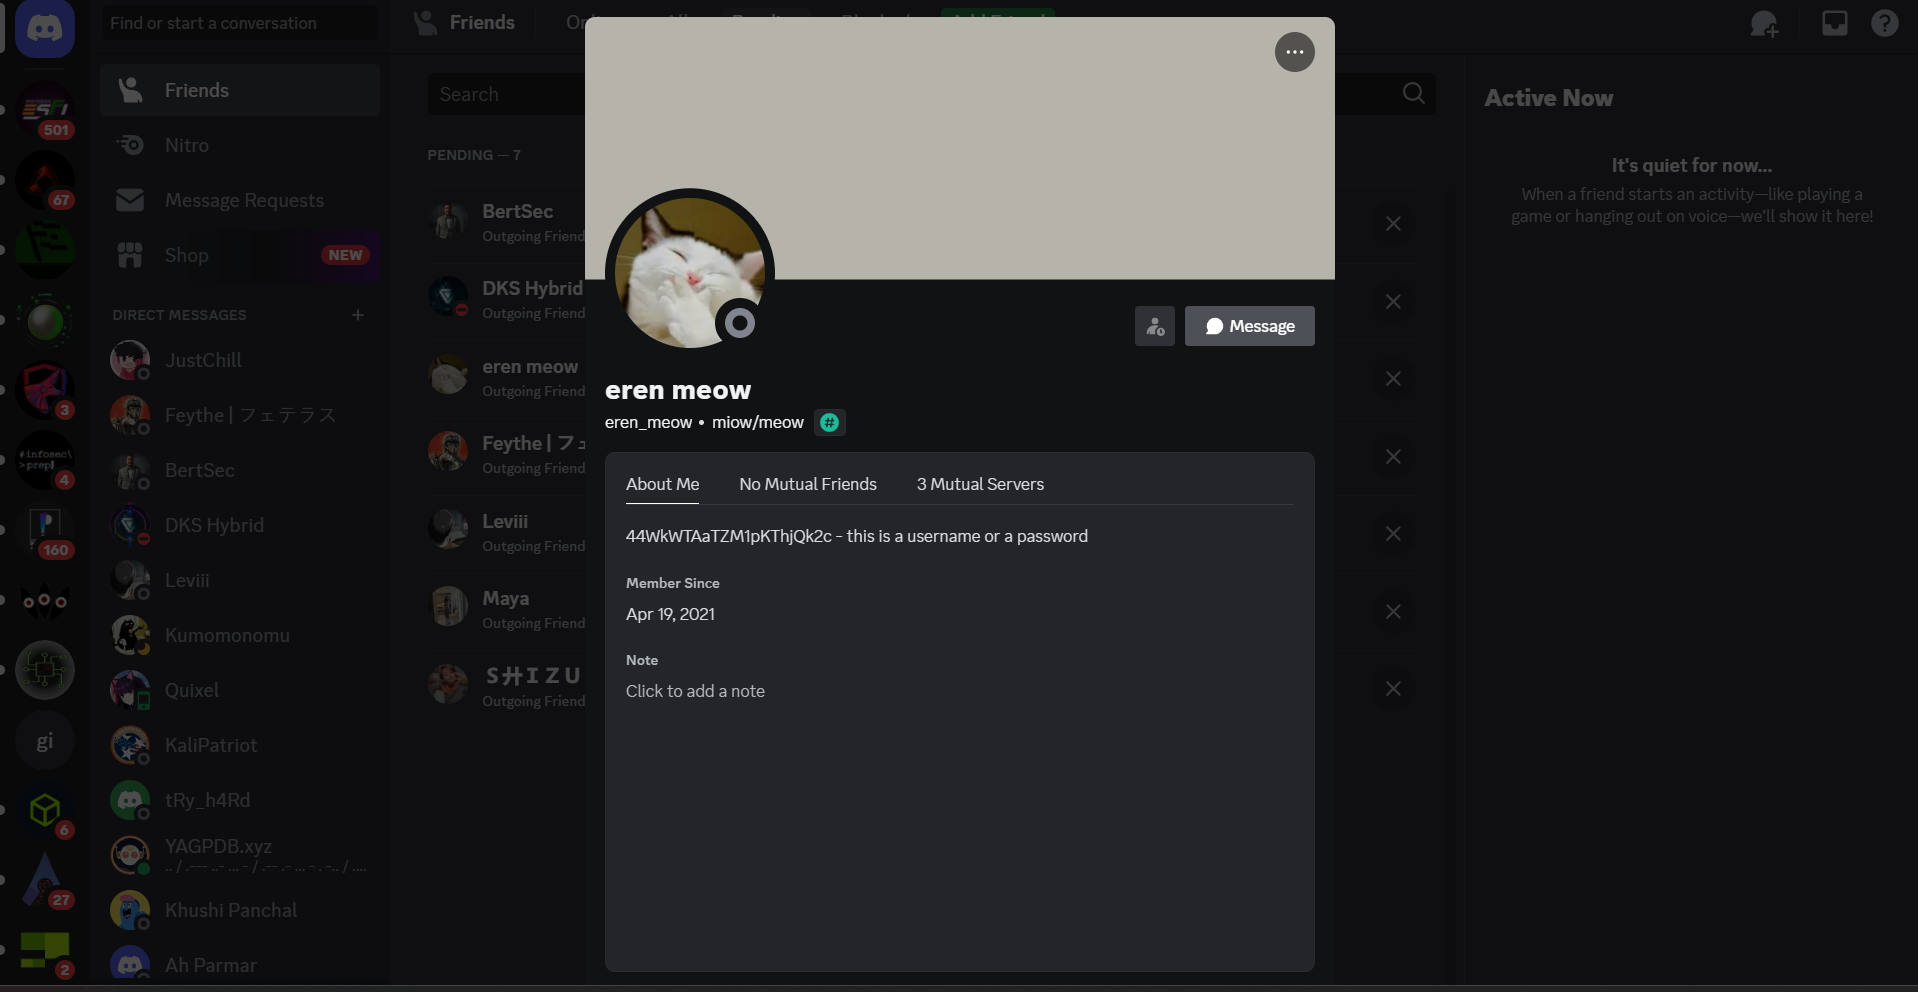 Find or start a conversation
Friends
Nitro
Message Requests
Shop
NEW
DIRECT MESSAGES
JustChill
Feythe | フェテラス
BertSec
DKS Hybrid
Leviii
Kumomonomu
Quixel
KaliPatriot
tRy_h4Rd
YAGPDB.xyz
Khushi Panchal
Ah Parmar
501
67
3
#infosec\
>prep
4
160
gi
6
27
2
Friends
Search
PENDING — 7
BertSec
Outgoing Friend
DKS Hybrid
Outgoing Friend
eren meow
Outgoing Friend
Feythe | フェ
Outgoing Friend
Leviii
Outgoing Friend
Maya
Outgoing Friend
S卄I Z U
Outgoing Friend
Message
eren meow
eren_meow • miow/meow
#
About Me
No Mutual Friends
3 Mutual Servers
44WkWTAaTZM1pKThjQk2c - this is a username or a password
Member Since
Apr 19, 2021
Note
Click to add a note
Active Now
It's quiet for now...
When a friend starts an activity—like playing a
game or hanging out on voice—we'll show it here!